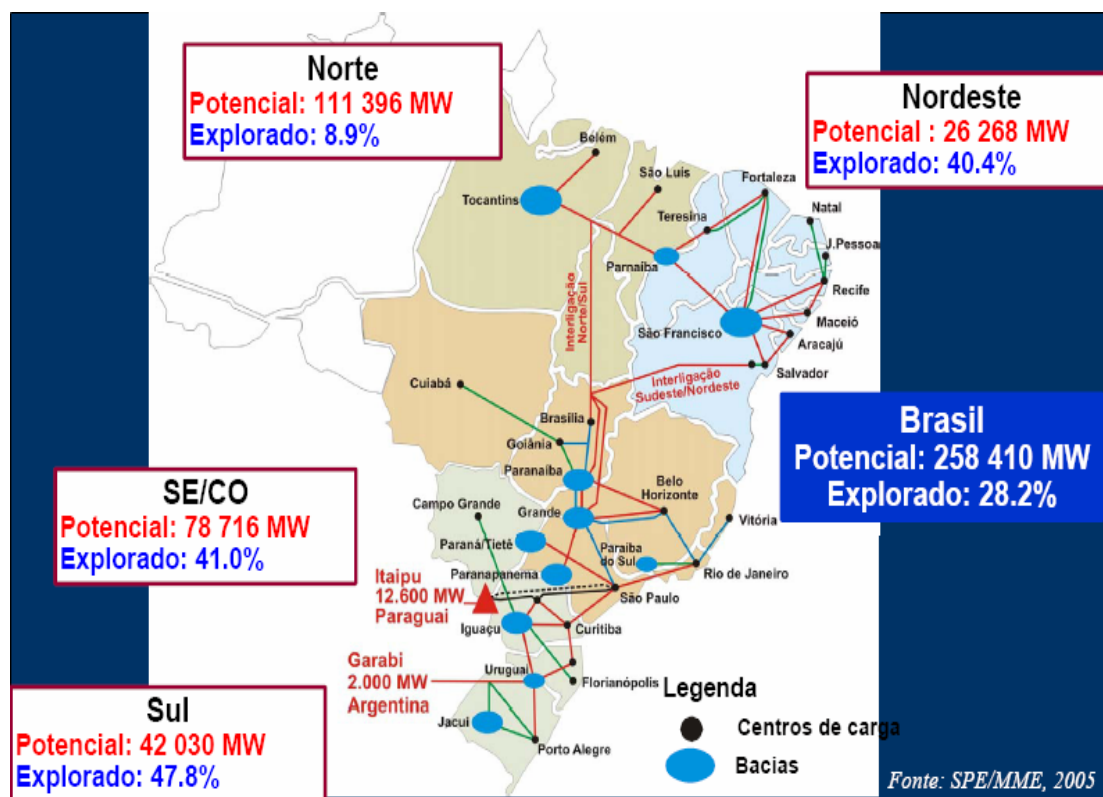 Norte
Potencial: 111 396 MW
Explorado: 8.9%
Nordeste
Potencial : 26 268 MW
Explorado: 40.4%
Belém
São Luis
Fortaleza
Tocantins
Teresina
Natal
J.Pessoa
Parnaíba
Recife
Interligação
Norte/Sul
São Francisco
Maceió
Aracajú
Salvador
Interligação
Sudeste/Nordeste
Cuiabá
Brasília
Goiânia
Paranaíba
Brasil
Potencial: 258 410 MW
Explorado: 28.2%
SE/CO
Potencial: 78 716 MW
Explorado: 41.0%
Campo Grande
Grande
Belo
Horizonte
Vitória
Paraná/Tietê
Paraíba
do Sul
Paranapanema
Rio de Janeiro
Itaipu
12.600 MW
Paraguai
São Paulo
Iguaçu
Curitiba
Garabi
2.000 MW
Argentina
Uruguai
Florianópolis
Jacui
Porto Alegre
Sul
Potencial: 42 030 MW
Explorado: 47.8%
Legenda
Centros de carga
Bacias
Fonte: SPE/MME, 2005